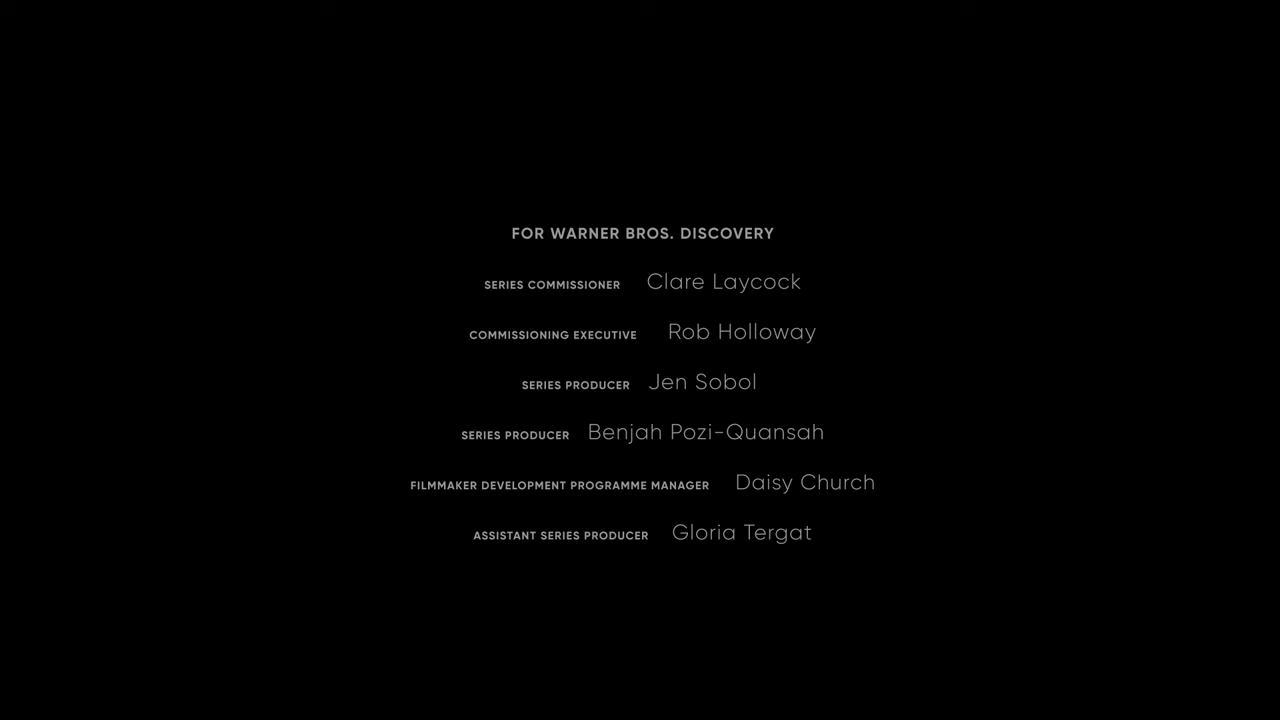 FOR WARNER BROS. DISCOVERY
SERIES COMMISSIONER Clare Laycock
COMMISSIONING EXECUTIVE Rob Holloway
SERIES PRODUCER Jen Sobol
SERIES PRODUCER Benjah Pozi-Quansah
FILMMAKER DEVELOPMENT PROGRAMME MANAGER Daisy Church
ASSISTANT SERIES PRODUCER Gloria Tergat